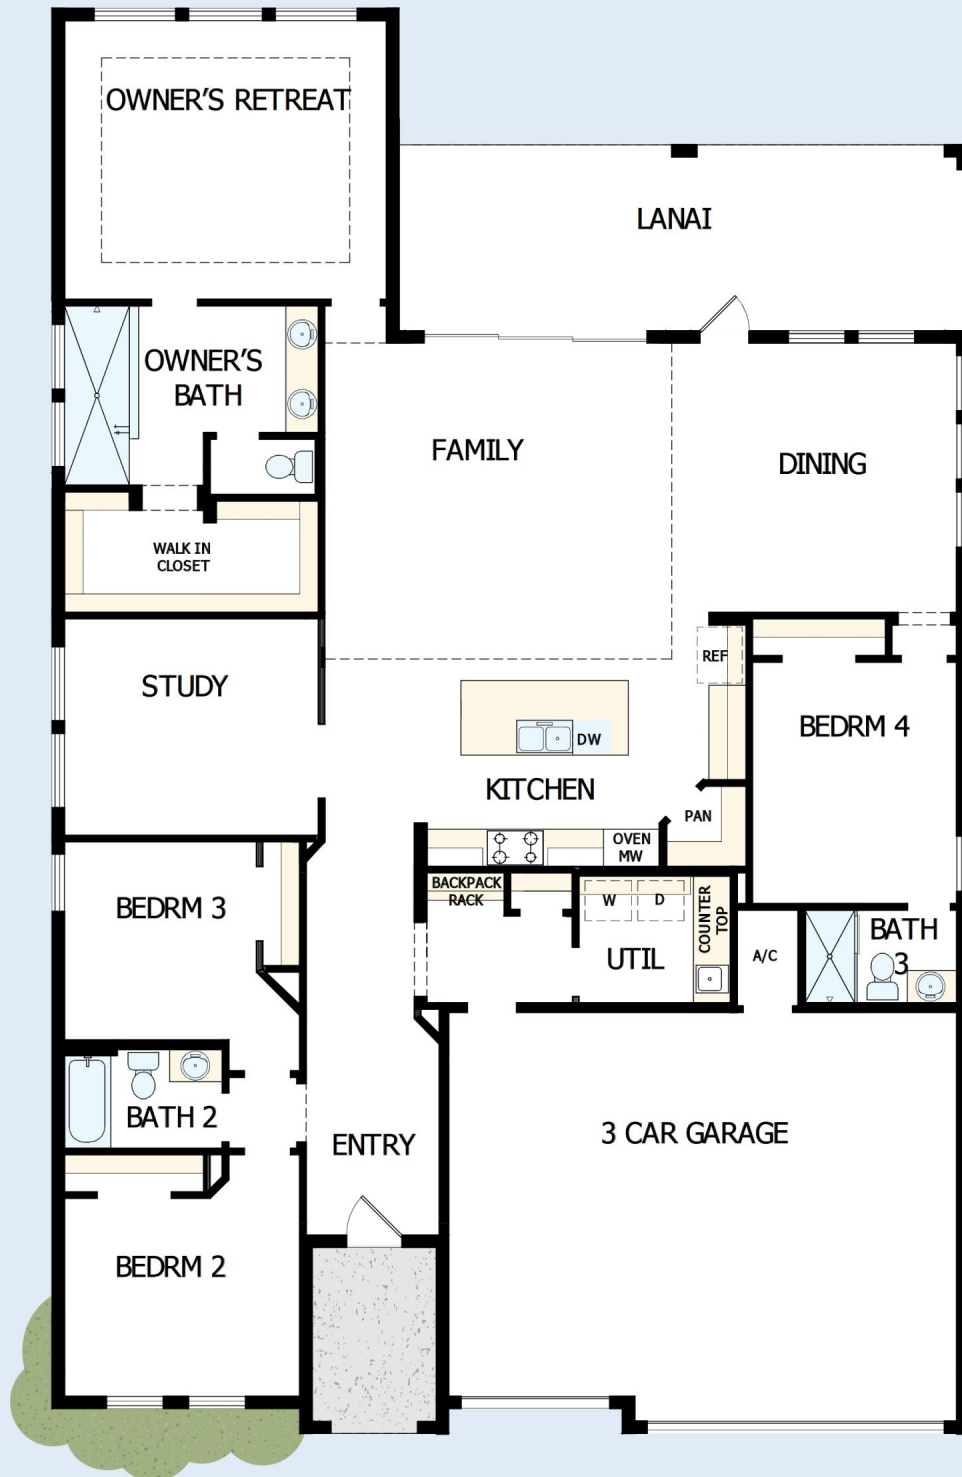 OWNER'S RETREAT
LANAI
OWNER'S
BATH
FAMILY
DINING
WALK IN
CLOSET
STUDY
REF
BEDRM 4
DW
KITCHEN
PAN
OVEN
MW
BACKPACK
RACK
W
D
COUNTER
TOP
BEDRM 3
UTIL
A/C
BATH
3
BATH 2
ENTRY
3 CAR GARAGE
BEDRM 2